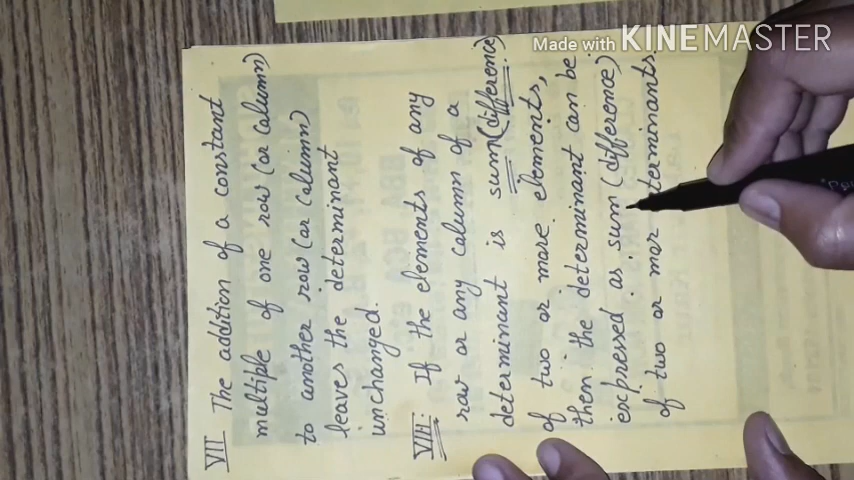 VII The addition of a constant
multiple of one row (or column)
to another row (or column)
leaves the determinant
unchanged.
VIII: If the elements of any
row or any column of a
determinant is sum (difference)
of two or more elements,
then the determinant can be
expressed as sum (difference)
of two or mor terminants.
Made with KINEMASTER